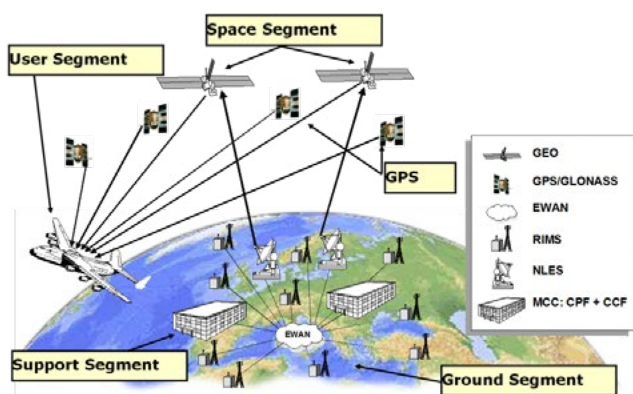 Space Segment
User Segment
GPS
GEO
GPS/GLONASS
EWAN
RIMS
NLES
MCC: CPF + CCF
EWAN
Support Segment
Ground Segment